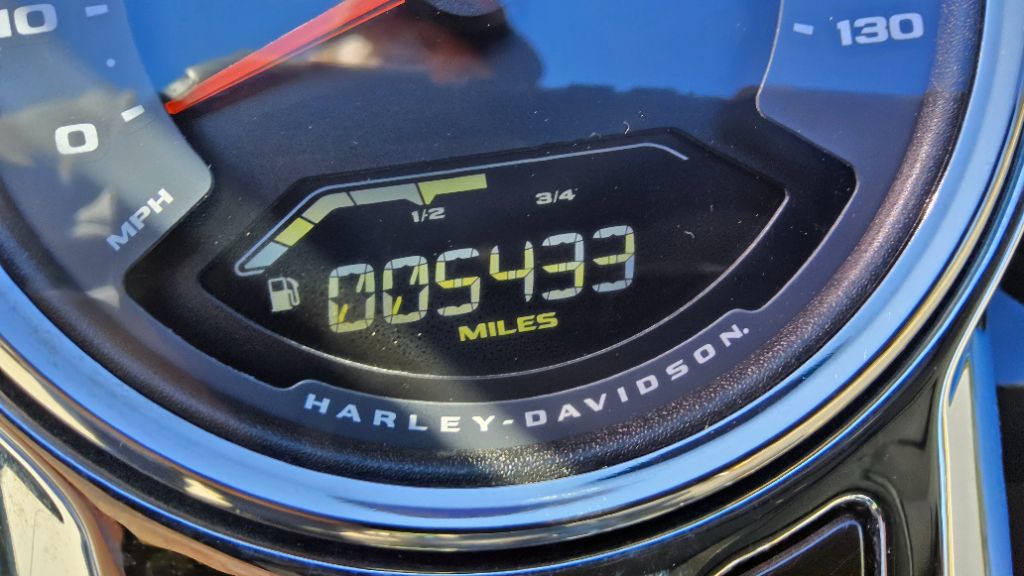 10
130
0
MPH
1/2
3/4
005433
MILES
HARLEY-DAVIDSON.